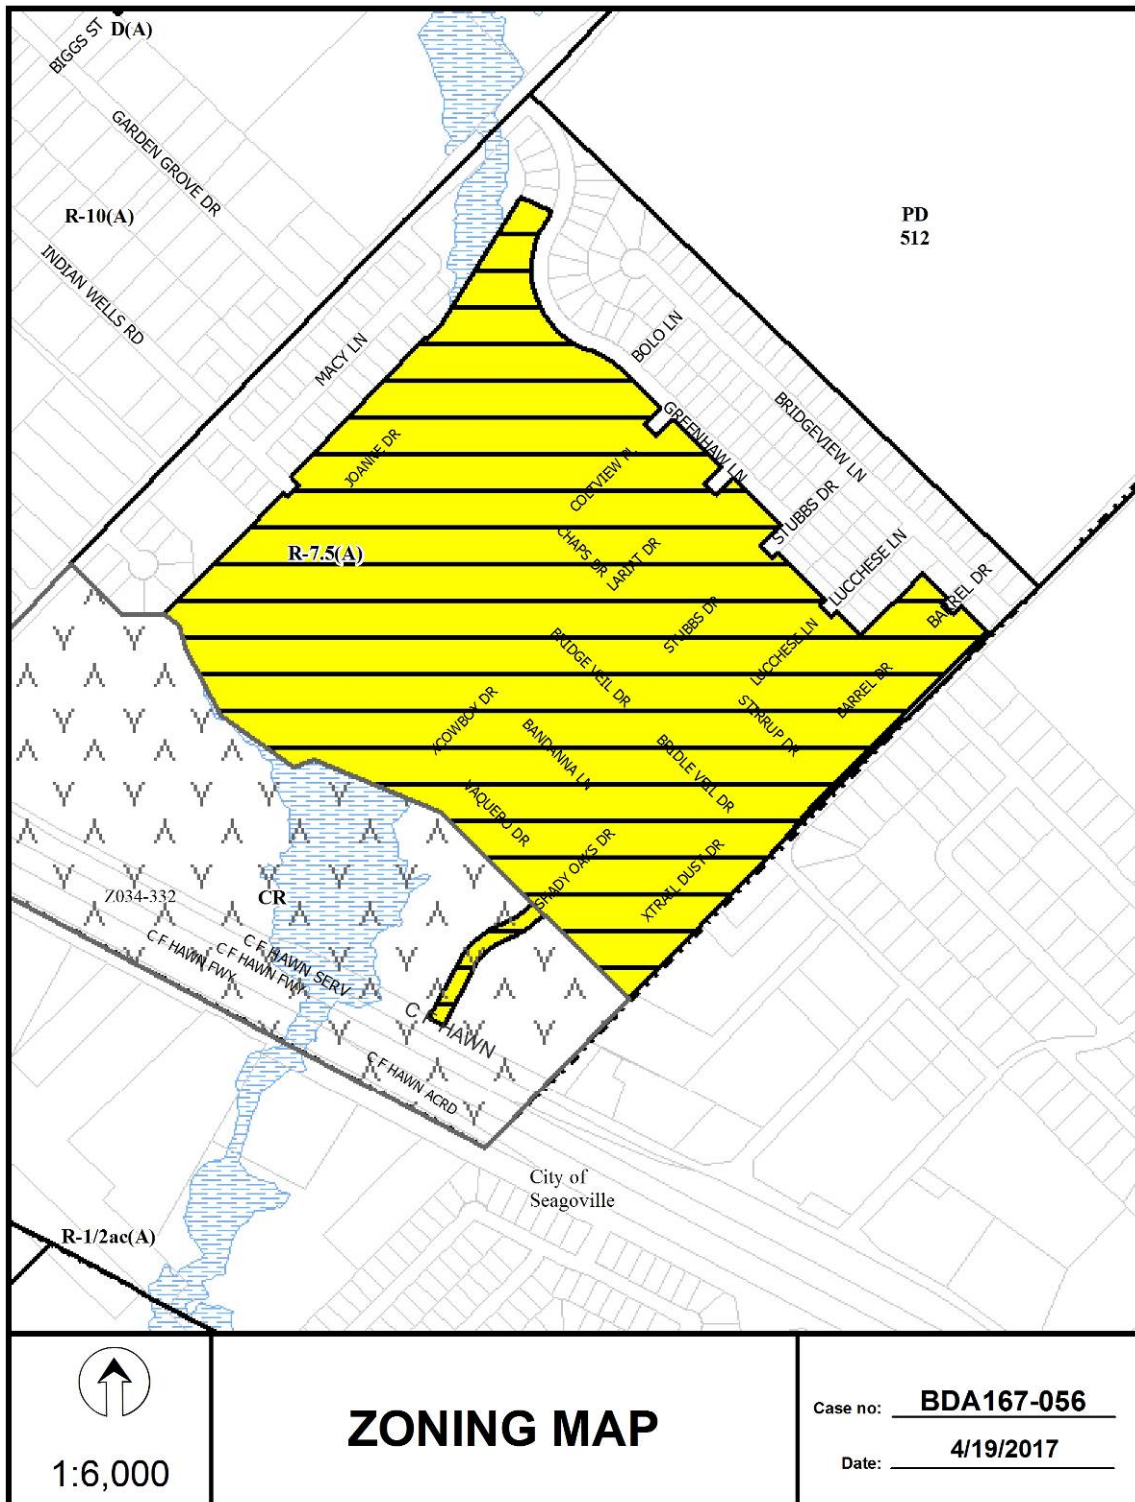 D(A)
BIGGS ST
GARDEN GROVE DR
R-10(A)
PD
512
INDIAN WELLS RD
MACY LN
BOLO LN
BRIDGEVIEW LN
GREENHAW LN
JOANNE DR
COLTVIEW PL
STUBBS DR
CHAPS DR
LARIAT DR
R-7.5(A)
LUCCHESE LN
BARREL DR
STUBBS DR
BRIDGE VEIL DR
LUCCHESE LN
BARREL DR
XCOWBOY DR
BANDANNA LN
STIRRUP DR
BRIDLE VEIL DR
VAQUERO DR
SHADY OAKS DR
XTRAIL DUST DR
Z034-332
CR
C F HAWN SERV
C F HAWN FWY
C F HAWN FWY
C F HAWN
C F HAWN ACRD
City of
Seagoville
R-1/2ac(A)
1:6,000
ZONING MAP
Case no: BDA167-056
Date: 4/19/2017